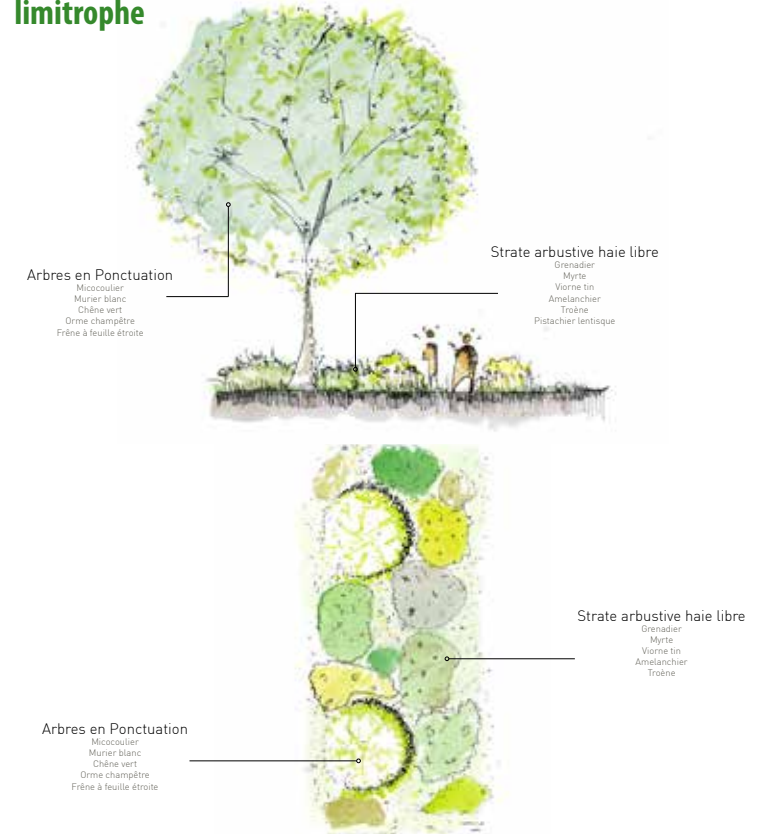 limitrophe
Arbres en Ponctuation
Micocoulier
Murier blanc
Chêne vert
Orme champêtre
Frêne à feuille étroite
Strate arbustive haie libre
Grenadier
Myrte
Viorne tin
Amelanchier
Troène
Pistachier lentisque
Strate arbustive haie libre
Grenadier
Myrte
Viorne tin
Amelanchier
Troène
Arbres en Ponctuation
Micocoulier
Murier blanc
Chêne vert
Orme champêtre
Frêne à feuille étroite